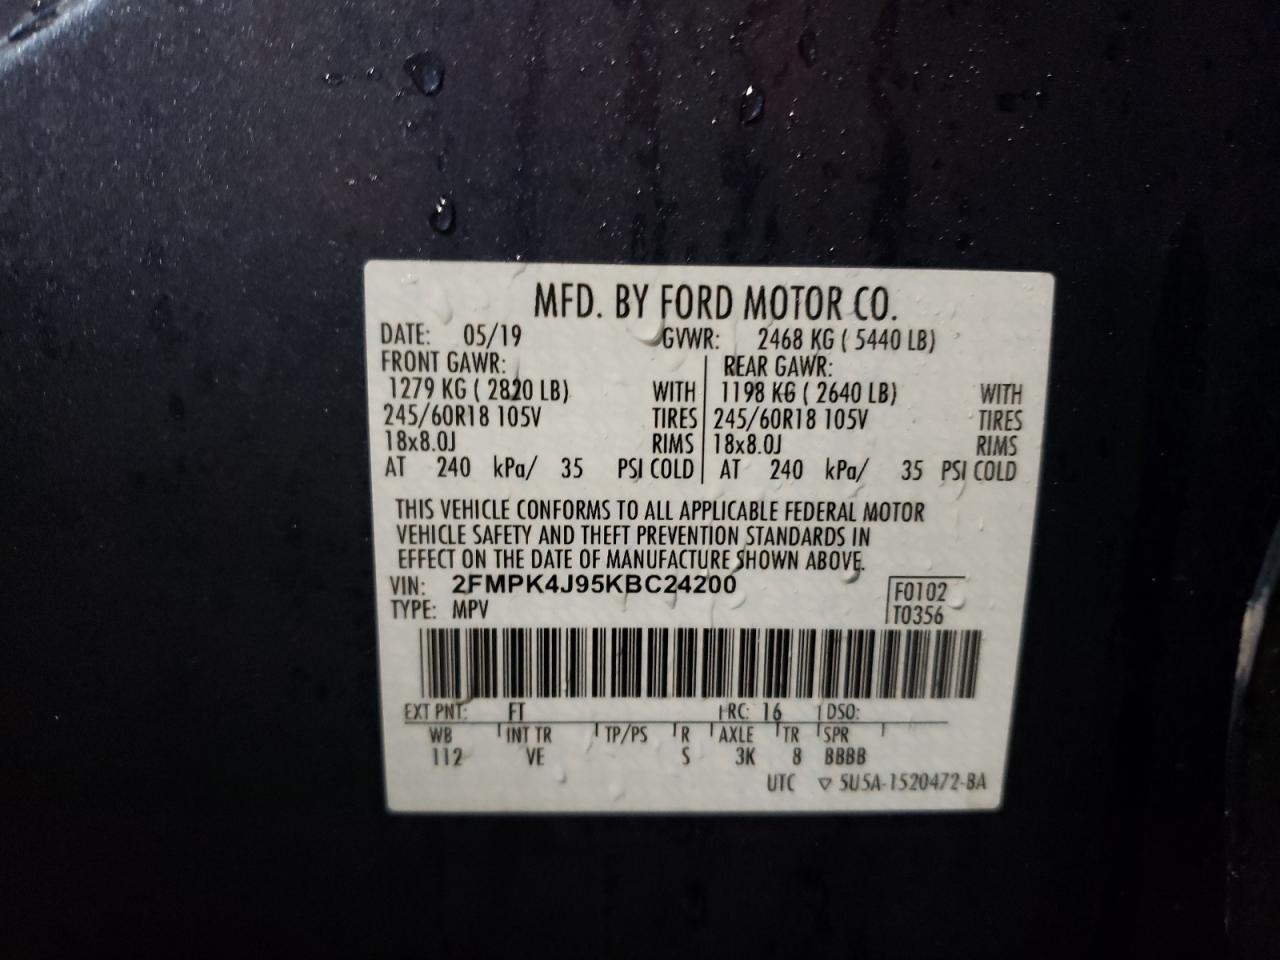 MFD. BY FORD MOTOR CO.
DATE: 05/19 GVWR: 2468 KG ( 5440 LB)
FRONT GAWR: REAR GAWR:
1279 KG ( 2820 LB) WITH 1198 KG ( 2640 LB) WITH
245/60R18 105V TIRES 245/60R18 105V TIRES
18x8.0J RIMS 18x8.0J RIMS
AT 240 kPa/ 35 PSI COLD AT 240 kPa/ 35 PSI COLD
THIS VEHICLE CONFORMS TO ALL APPLICABLE FEDERAL MOTOR
VEHICLE SAFETY AND THEFT PREVENTION STANDARDS IN
EFFECT ON THE DATE OF MANUFACTURE SHOWN ABOVE.
VIN: 2FMPK4J95KBC24200 F0102
TYPE: MPV T0356
EXT PNT: FT RC: 16 DSO:
WB INT TR TP/PS R AXLE TR SPR
112 VE S 3K 8 BBBB
UTC ▽ 5U5A-1520472-BA